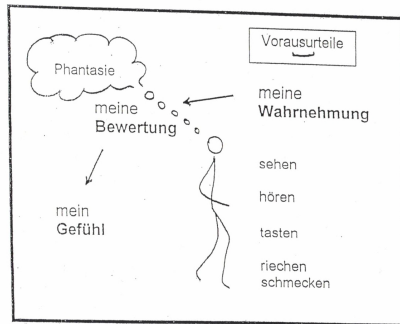 Vorausurteile
Phantasie
meine
Wahrnehmung
meine
Bewertung
sehen
mein
Gefühl
hören
tasten
riechen
schmecken